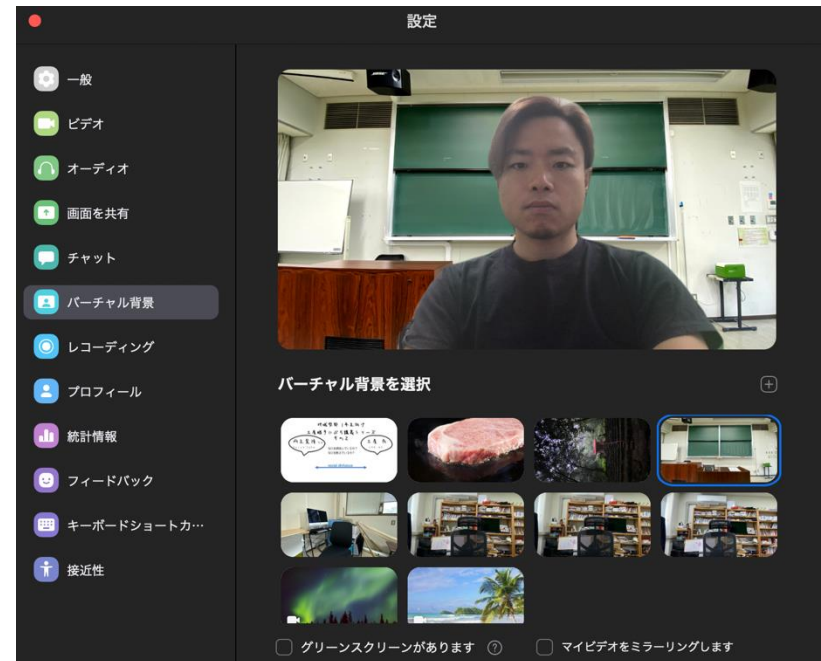 設定
一般
ビデオ
オーディオ
画面を共有
チャット
バーチャル背景
レコーディング
プロフィール
統計情報
フィードバック
キーボードショートカ…
接近性
バーチャル背景を選択
グリーンスクリーンがあります
マイビデオをミラーリングします